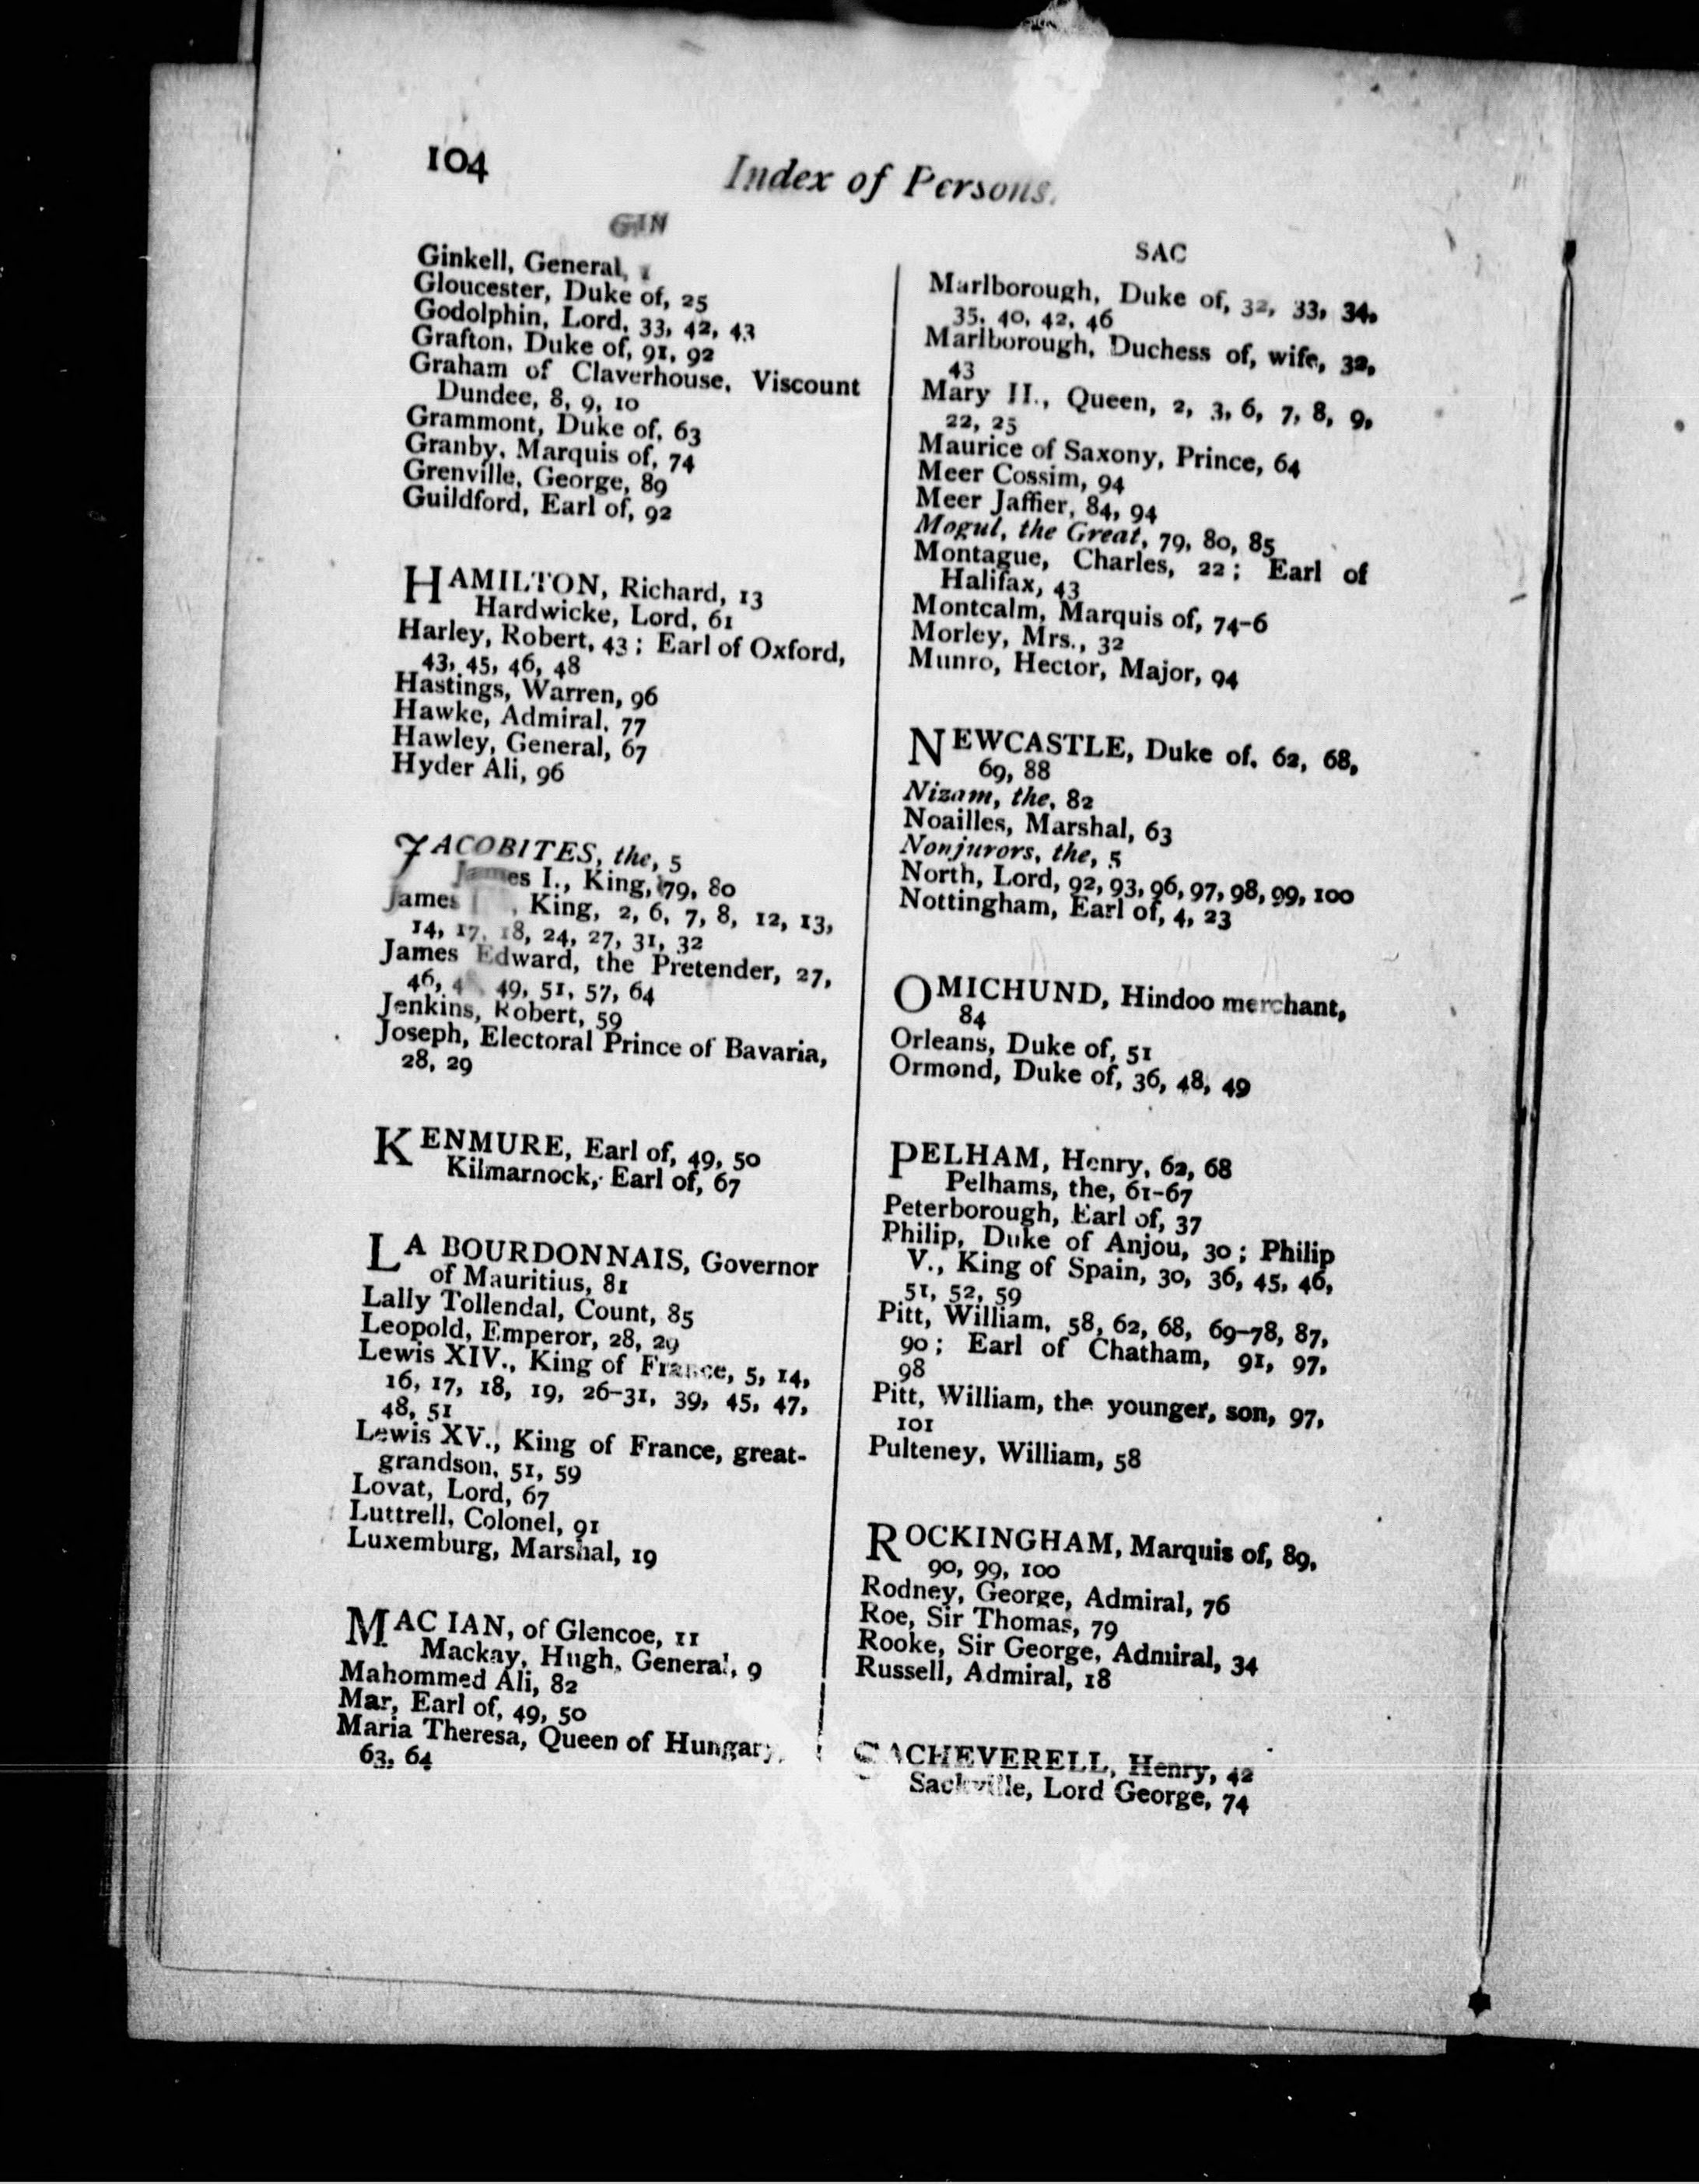 104
Index of Persons.
GIN
Ginkell, General,
Gloucester, Duke of, 25
Godolphin, Lord, 33, 42, 43
Grafton, Duke of, 91, 92
Graham of Claverhouse, Viscount
Dundee, 8, 9, 10
Grammont, Duke of, 63
Granby, Marquis of, 74
Grenville, George, 89
Guildford, Earl of, 92
HAMILTON, Richard, 13
Hardwicke, Lord, 61
Harley, Robert, 43; Earl of Oxford,
43, 45, 46, 48
Hastings, Warren, 96
Hawke, Admiral, 77
Hawley, General, 67
Hyder Ali, 96
JACOBITES, the, 5
James I., King, 79, 80
James , King, 2, 6, 7, 8, 12, 13,
14, 17, 18, 24, 27, 31, 32
James Edward, the Pretender, 27,
46, 49, 51, 57, 64
Jenkins, Robert, 59
Joseph, Electoral Prince of Bavaria,
28, 29
KENMURE, Earl of, 49, 50
Kilmarnock, Earl of, 67
LA BOURDONNAIS, Governor
of Mauritius, 81
Lally Tollendal, Count, 85
Leopold, Emperor, 28, 29
Lewis XIV., King of France, 5, 14,
16, 17, 18, 19, 26-31, 39, 45, 47,
48, 51
Lewis XV., King of France, great-
grandson, 51, 59
Lovat, Lord, 67
Luttrell, Colonel, 91
Luxemburg, Marshal, 19
MAC IAN, of Glencoe, 11
Mackay, Hugh, General, 9
Mahommed Ali, 82
Mar, Earl of, 49, 50
Maria Theresa, Queen of Hungary,
63, 64
SAC
Marlborough, Duke of, 32, 33, 34,
35, 40, 42, 46
Marlborough, Duchess of, wife, 32,
43
Mary II., Queen, 2, 3, 6, 7, 8, 9,
22, 25
Maurice of Saxony, Prince, 64
Meer Cossim, 94
Meer Jaffier, 84, 94
Mogul, the Great, 79, 80, 85
Montague, Charles, 22; Earl of
Halifax, 43
Montcalm, Marquis of, 74-6
Morley, Mrs., 32
Munro, Hector, Major, 94
NEWCASTLE, Duke of, 62, 68,
69, 88
Nizam, the, 82
Noailles, Marshal, 63
Nonjurors, the, 5
North, Lord, 92, 93, 96, 97, 98, 99, 100
Nottingham, Earl of, 4, 23
OMICHUND, Hindoo merchant,
84
Orleans, Duke of, 51
Ormond, Duke of, 36, 48, 49
PELHAM, Henry, 62, 68
Pelhams, the, 61-67
Peterborough, Earl of, 37
Philip, Duke of Anjou, 30; Philip
V., King of Spain, 30, 36, 45, 46,
51, 52, 59
Pitt, William, 58, 62, 68, 69-78, 87,
90; Earl of Chatham, 91, 97,
98
Pitt, William, the younger, son, 97,
101
Pulteney, William, 58
ROCKINGHAM, Marquis of, 89,
90, 99, 100
Rodney, George, Admiral, 76
Roe, Sir Thomas, 79
Rooke, Sir George, Admiral, 34
Russell, Admiral, 18
SACHEVERELL, Henry, 42
Sackville, Lord George, 74